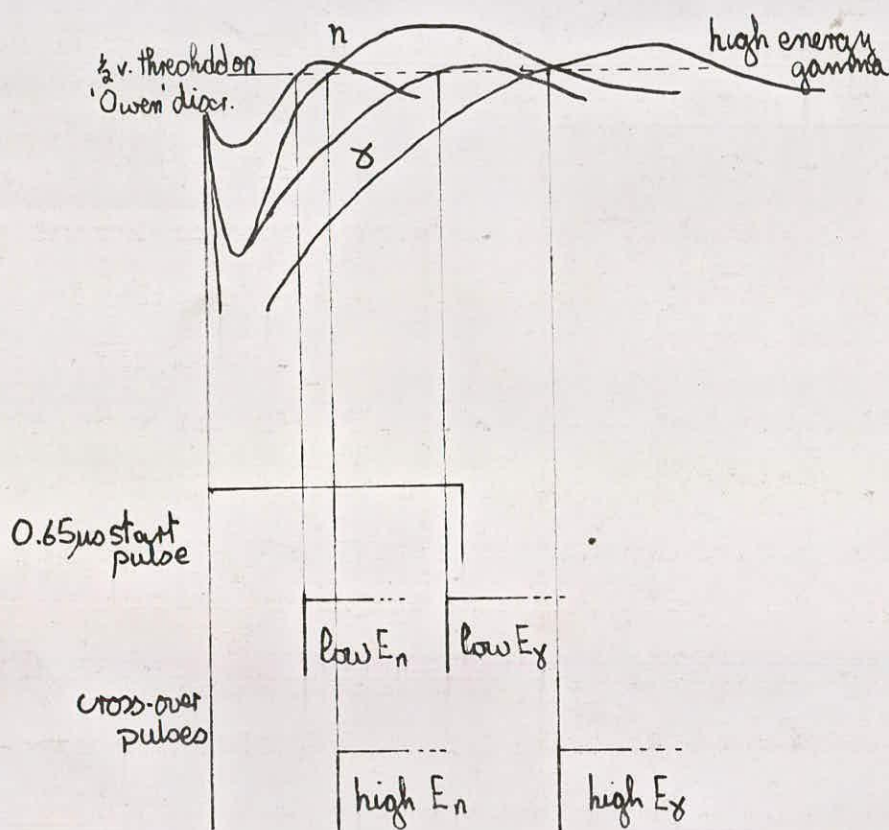 n
½ v. threshold on
'Owen' discr.
high energy
gamma
γ
0.65μs start
pulse
low Eₙ
low Eᵧ
cross-over
pulses
high Eₙ
high Eᵧ